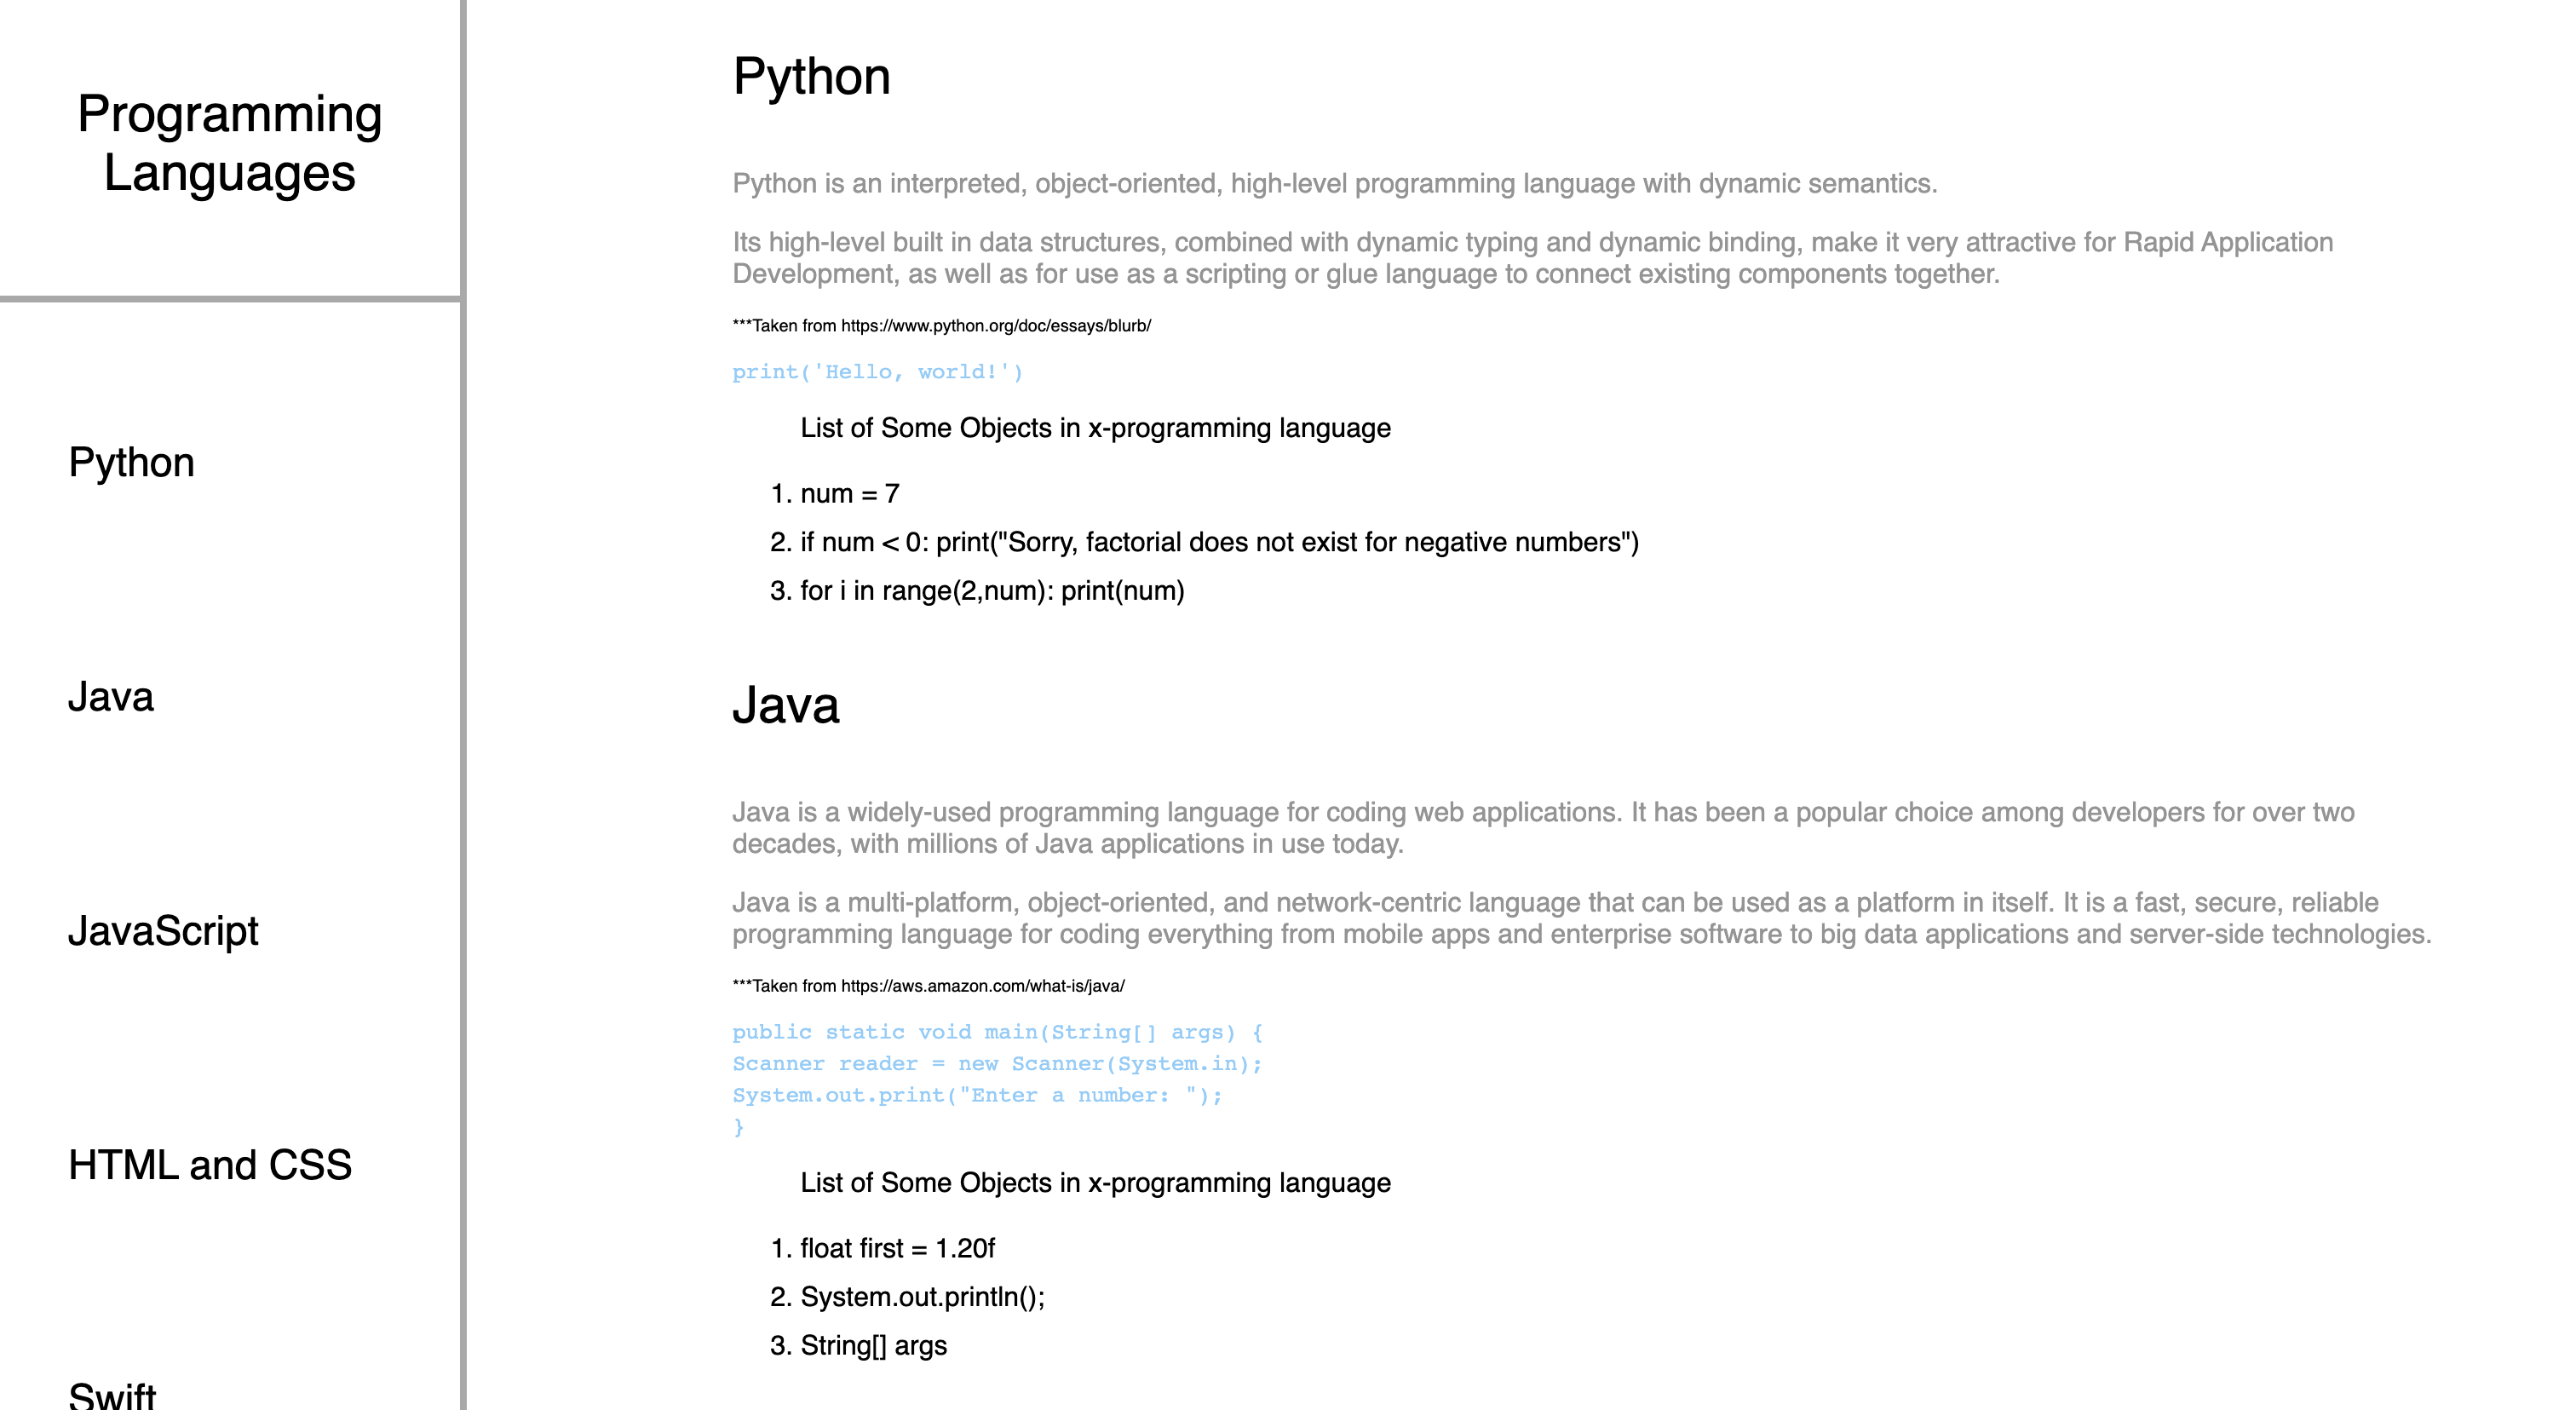 Programming
Languages
Python
Java
JavaScript
HTML and CSS
Swift
Python
Python is an interpreted, object-oriented, high-level programming language with dynamic semantics.
Its high-level built in data structures, combined with dynamic typing and dynamic binding, make it very attractive for Rapid Application
Development, as well as for use as a scripting or glue language to connect existing components together.
***Taken from https://www.python.org/doc/essays/blurb/
print('Hello, world!')
List of Some Objects in x-programming language
1. num = 7
2. if num < 0: print("Sorry, factorial does not exist for negative numbers")
3. for i in range(2,num): print(num)
Java
Java is a widely-used programming language for coding web applications. It has been a popular choice among developers for over two
decades, with millions of Java applications in use today.
Java is a multi-platform, object-oriented, and network-centric language that can be used as a platform in itself. It is a fast, secure, reliable
programming language for coding everything from mobile apps and enterprise software to big data applications and server-side technologies.
***Taken from https://aws.amazon.com/what-is/java/
public static void main(String[] args) {
Scanner reader = new Scanner(System.in);
System.out.print("Enter a number: ");
}
List of Some Objects in x-programming language
1. float first = 1.20f
2. System.out.println();
3. String[] args